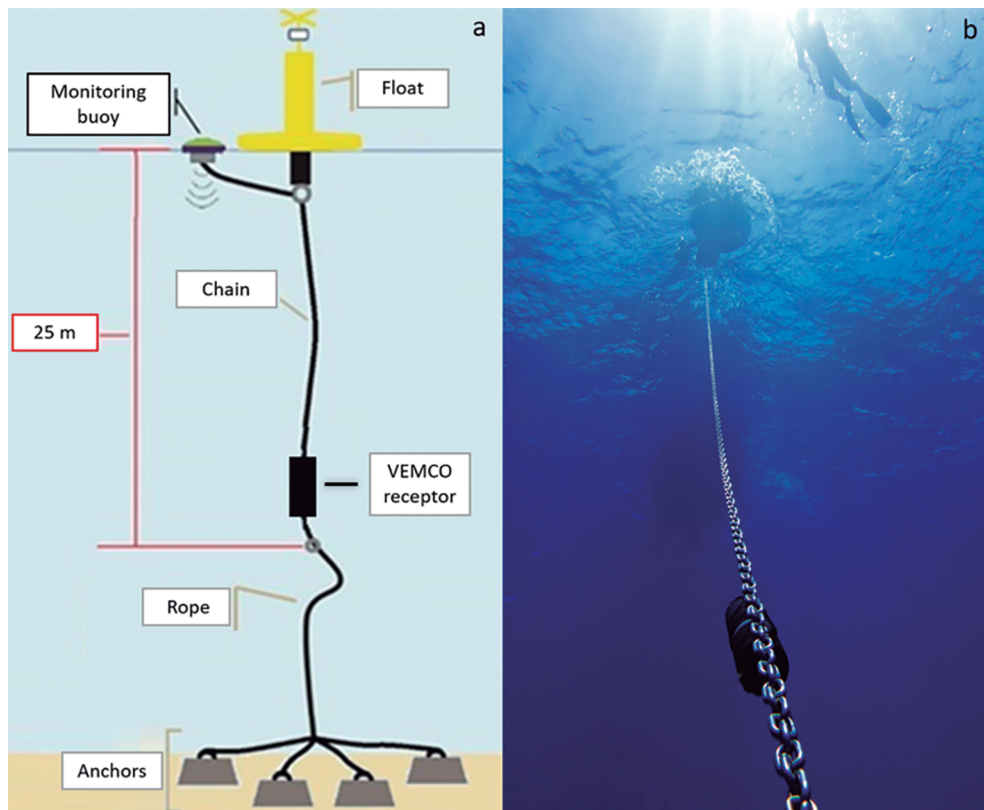 a
b
Monitoring
buoy
Float
Chain
25 m
VEMCO
receptor
Rope
Anchors